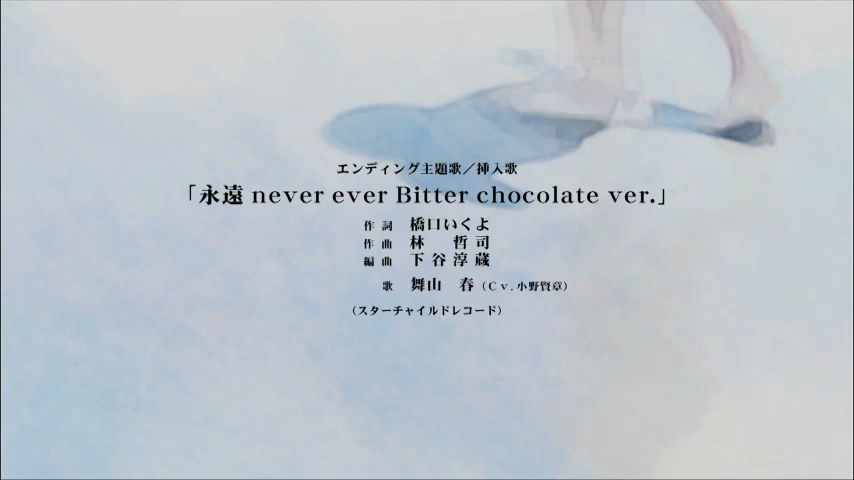 エンディング主題歌／挿入歌
「永遠 never ever Bitter chocolate ver.」
作詞 橋口いくよ
作曲 林 哲司
編曲 下谷淳蔵
歌 舞山 春（Cv.小野賢章）
（スターチャイルドレコード）